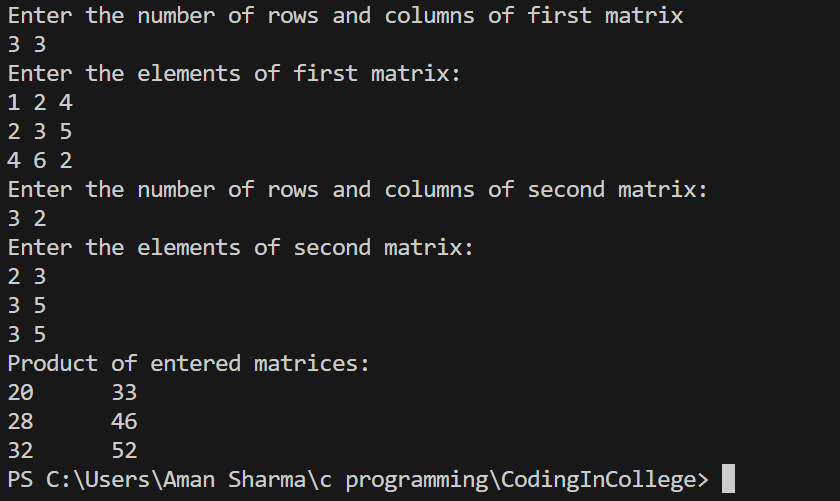 Enter the number of rows and columns of first matrix
3 3
Enter the elements of first matrix:
1 2 4
2 3 5
4 6 2
Enter the number of rows and columns of second matrix:
3 2
Enter the elements of second matrix:
2 3
3 5
3 5
Product of entered matrices:
20      33
28      46
32      52
PS C:\Users\Aman Sharma\c programming\CodingInCollege>